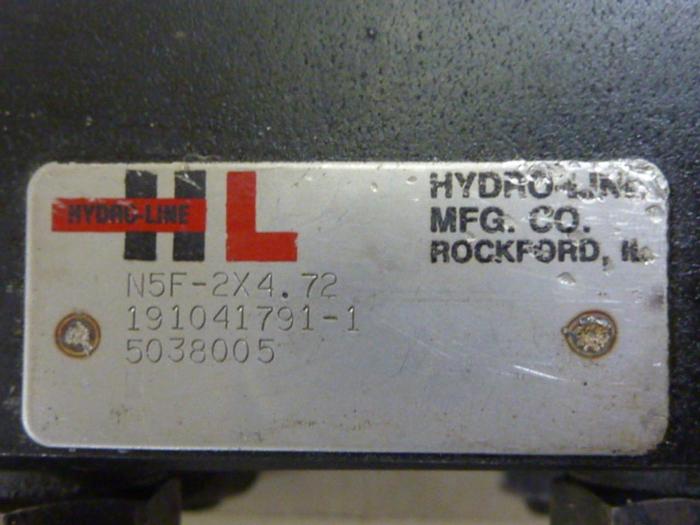 HL
HYDRO-LINE
HYDRO-LINE
MFG. CO.
ROCKFORD, IL.
N5F-2X4.72
191041791-1
5038005